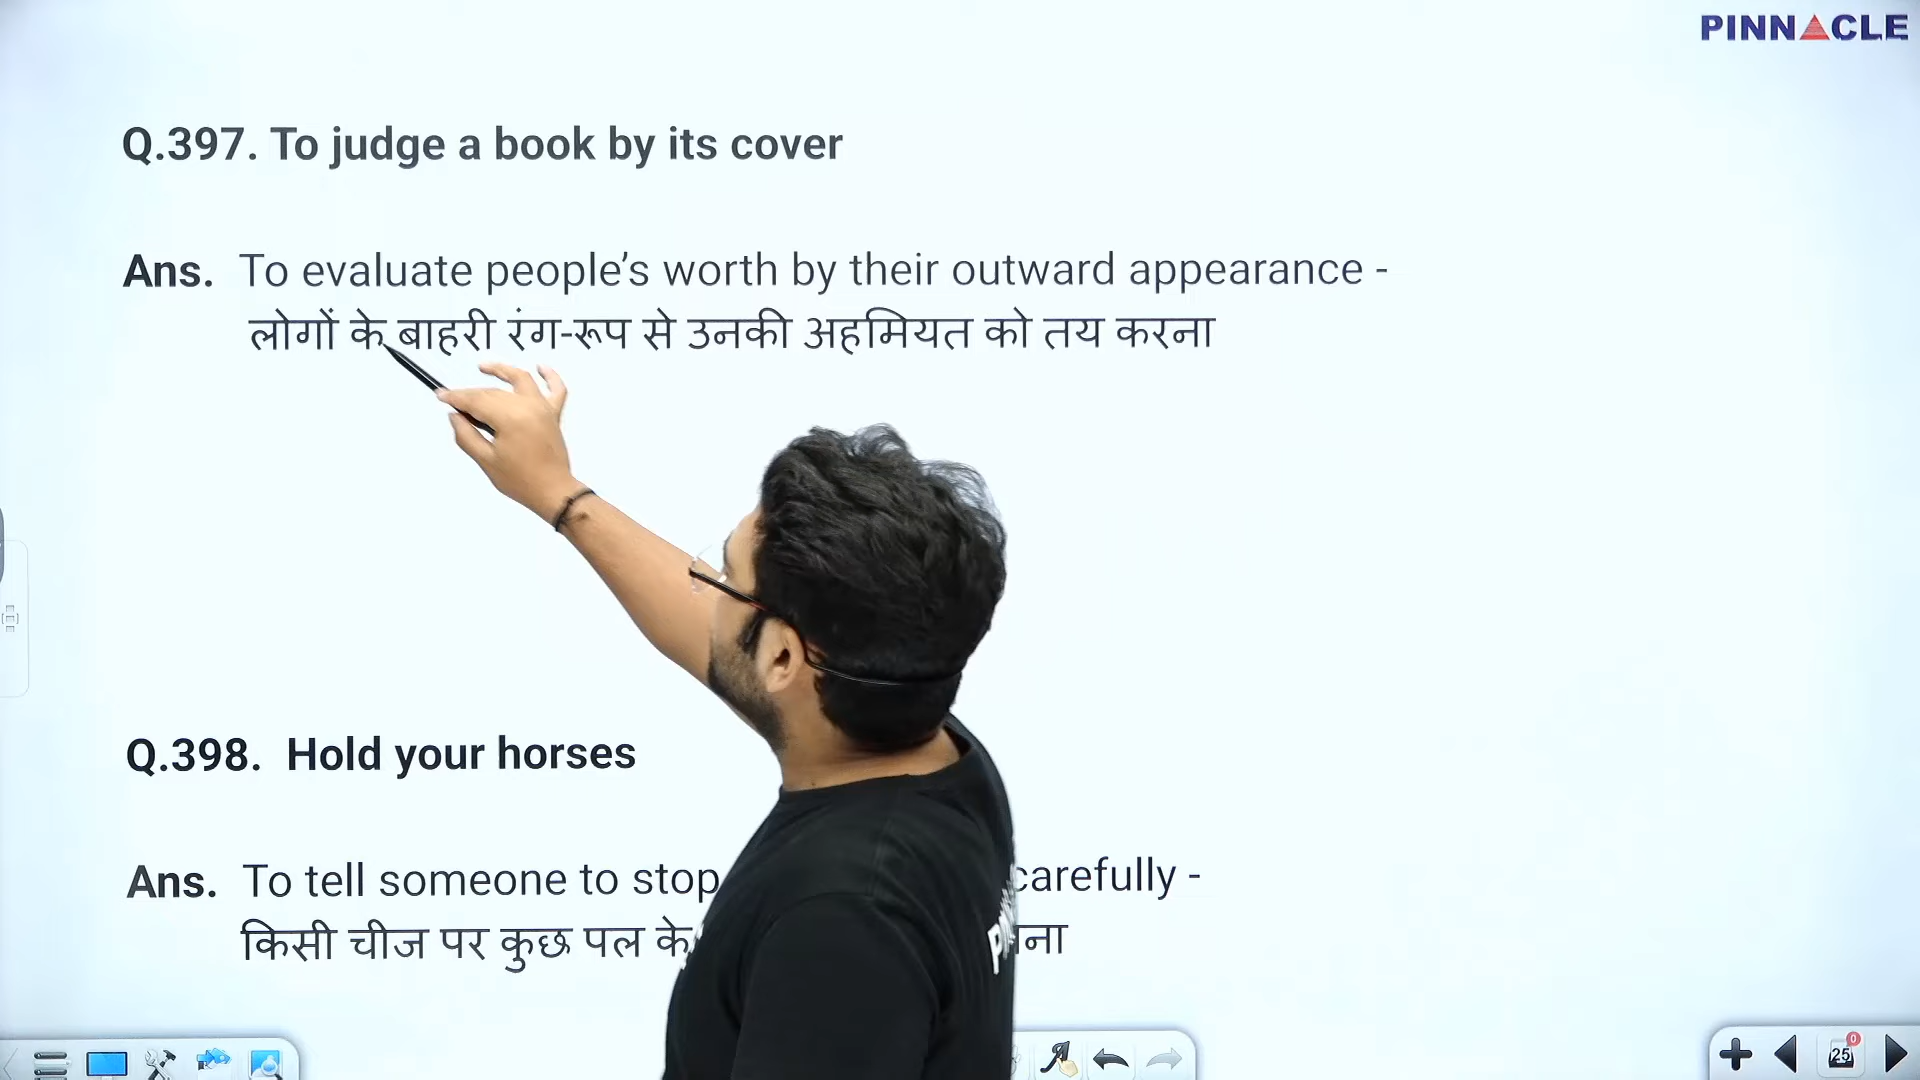 PINNACLE
Q.397. To judge a book by its cover
Ans. To evaluate people's worth by their outward appearance -
लोगों के बाहरी रंग-रूप से उनकी अहमियत को तय करना
Q.398. Hold your horses
Ans. To tell someone to stop carefully -
किसी चीज पर कुछ पल के
25
0